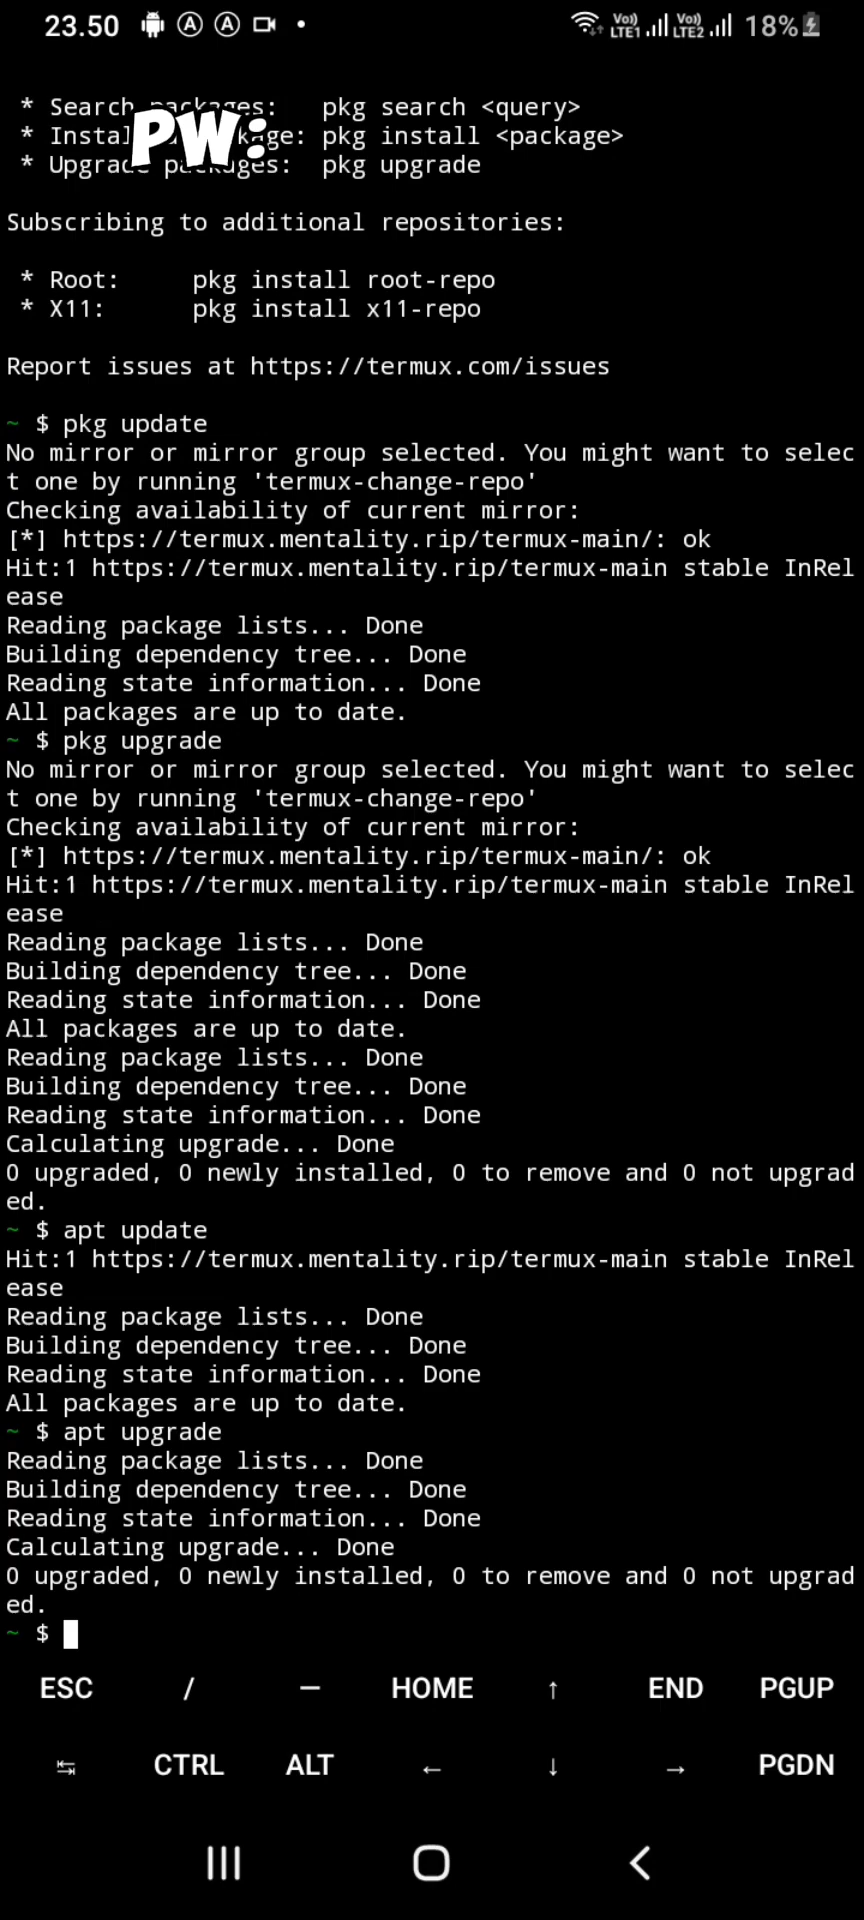 23.50 Vo) LTE1 Vo) LTE2 18%
* Search packages: pkg search <query>
PW:
* Instal kage: pkg install <package>
* Upgrade packages: pkg upgrade
Subscribing to additional repositories:
* Root: pkg install root-repo
* X11: pkg install x11-repo
Report issues at https://termux.com/issues
~ $ pkg update
No mirror or mirror group selected. You might want to selec
t one by running 'termux-change-repo'
Checking availability of current mirror:
[*] https://termux.mentality.rip/termux-main/: ok
Hit:1 https://termux.mentality.rip/termux-main stable InRel
ease
Reading package lists... Done
Building dependency tree... Done
Reading state information... Done
All packages are up to date.
~ $ pkg upgrade
No mirror or mirror group selected. You might want to selec
t one by running 'termux-change-repo'
Checking availability of current mirror:
[*] https://termux.mentality.rip/termux-main/: ok
Hit:1 https://termux.mentality.rip/termux-main stable InRel
ease
Reading package lists... Done
Building dependency tree... Done
Reading state information... Done
All packages are up to date.
Reading package lists... Done
Building dependency tree... Done
Reading state information... Done
Calculating upgrade... Done
0 upgraded, 0 newly installed, 0 to remove and 0 not upgrad
ed.
~ $ apt update
Hit:1 https://termux.mentality.rip/termux-main stable InRel
ease
Reading package lists... Done
Building dependency tree... Done
Reading state information... Done
All packages are up to date.
~ $ apt upgrade
Reading package lists... Done
Building dependency tree... Done
Reading state information... Done
Calculating upgrade... Done
0 upgraded, 0 newly installed, 0 to remove and 0 not upgrad
ed.
~ $
ESC / — HOME ↑ END PGUP
↹ CTRL ALT ← ↓ → PGDN